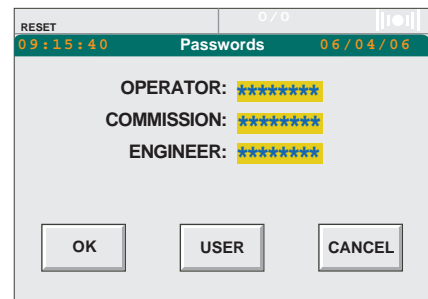 RESET 0/0
09:15:40 Passwords 06/04/06
OPERATOR: ********
COMMISSION: ********
ENGINEER: ********
OK USER CANCEL